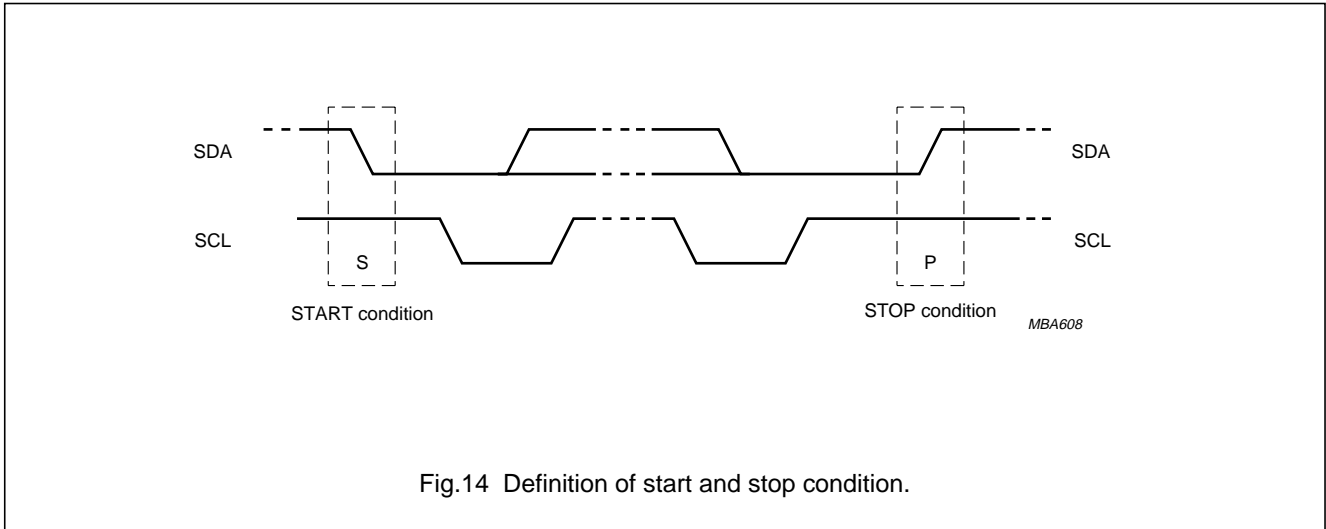 SDA
SDA
SCL
SCL
S
P
START condition
STOP condition
MBA608
Fig.14 Definition of start and stop condition.